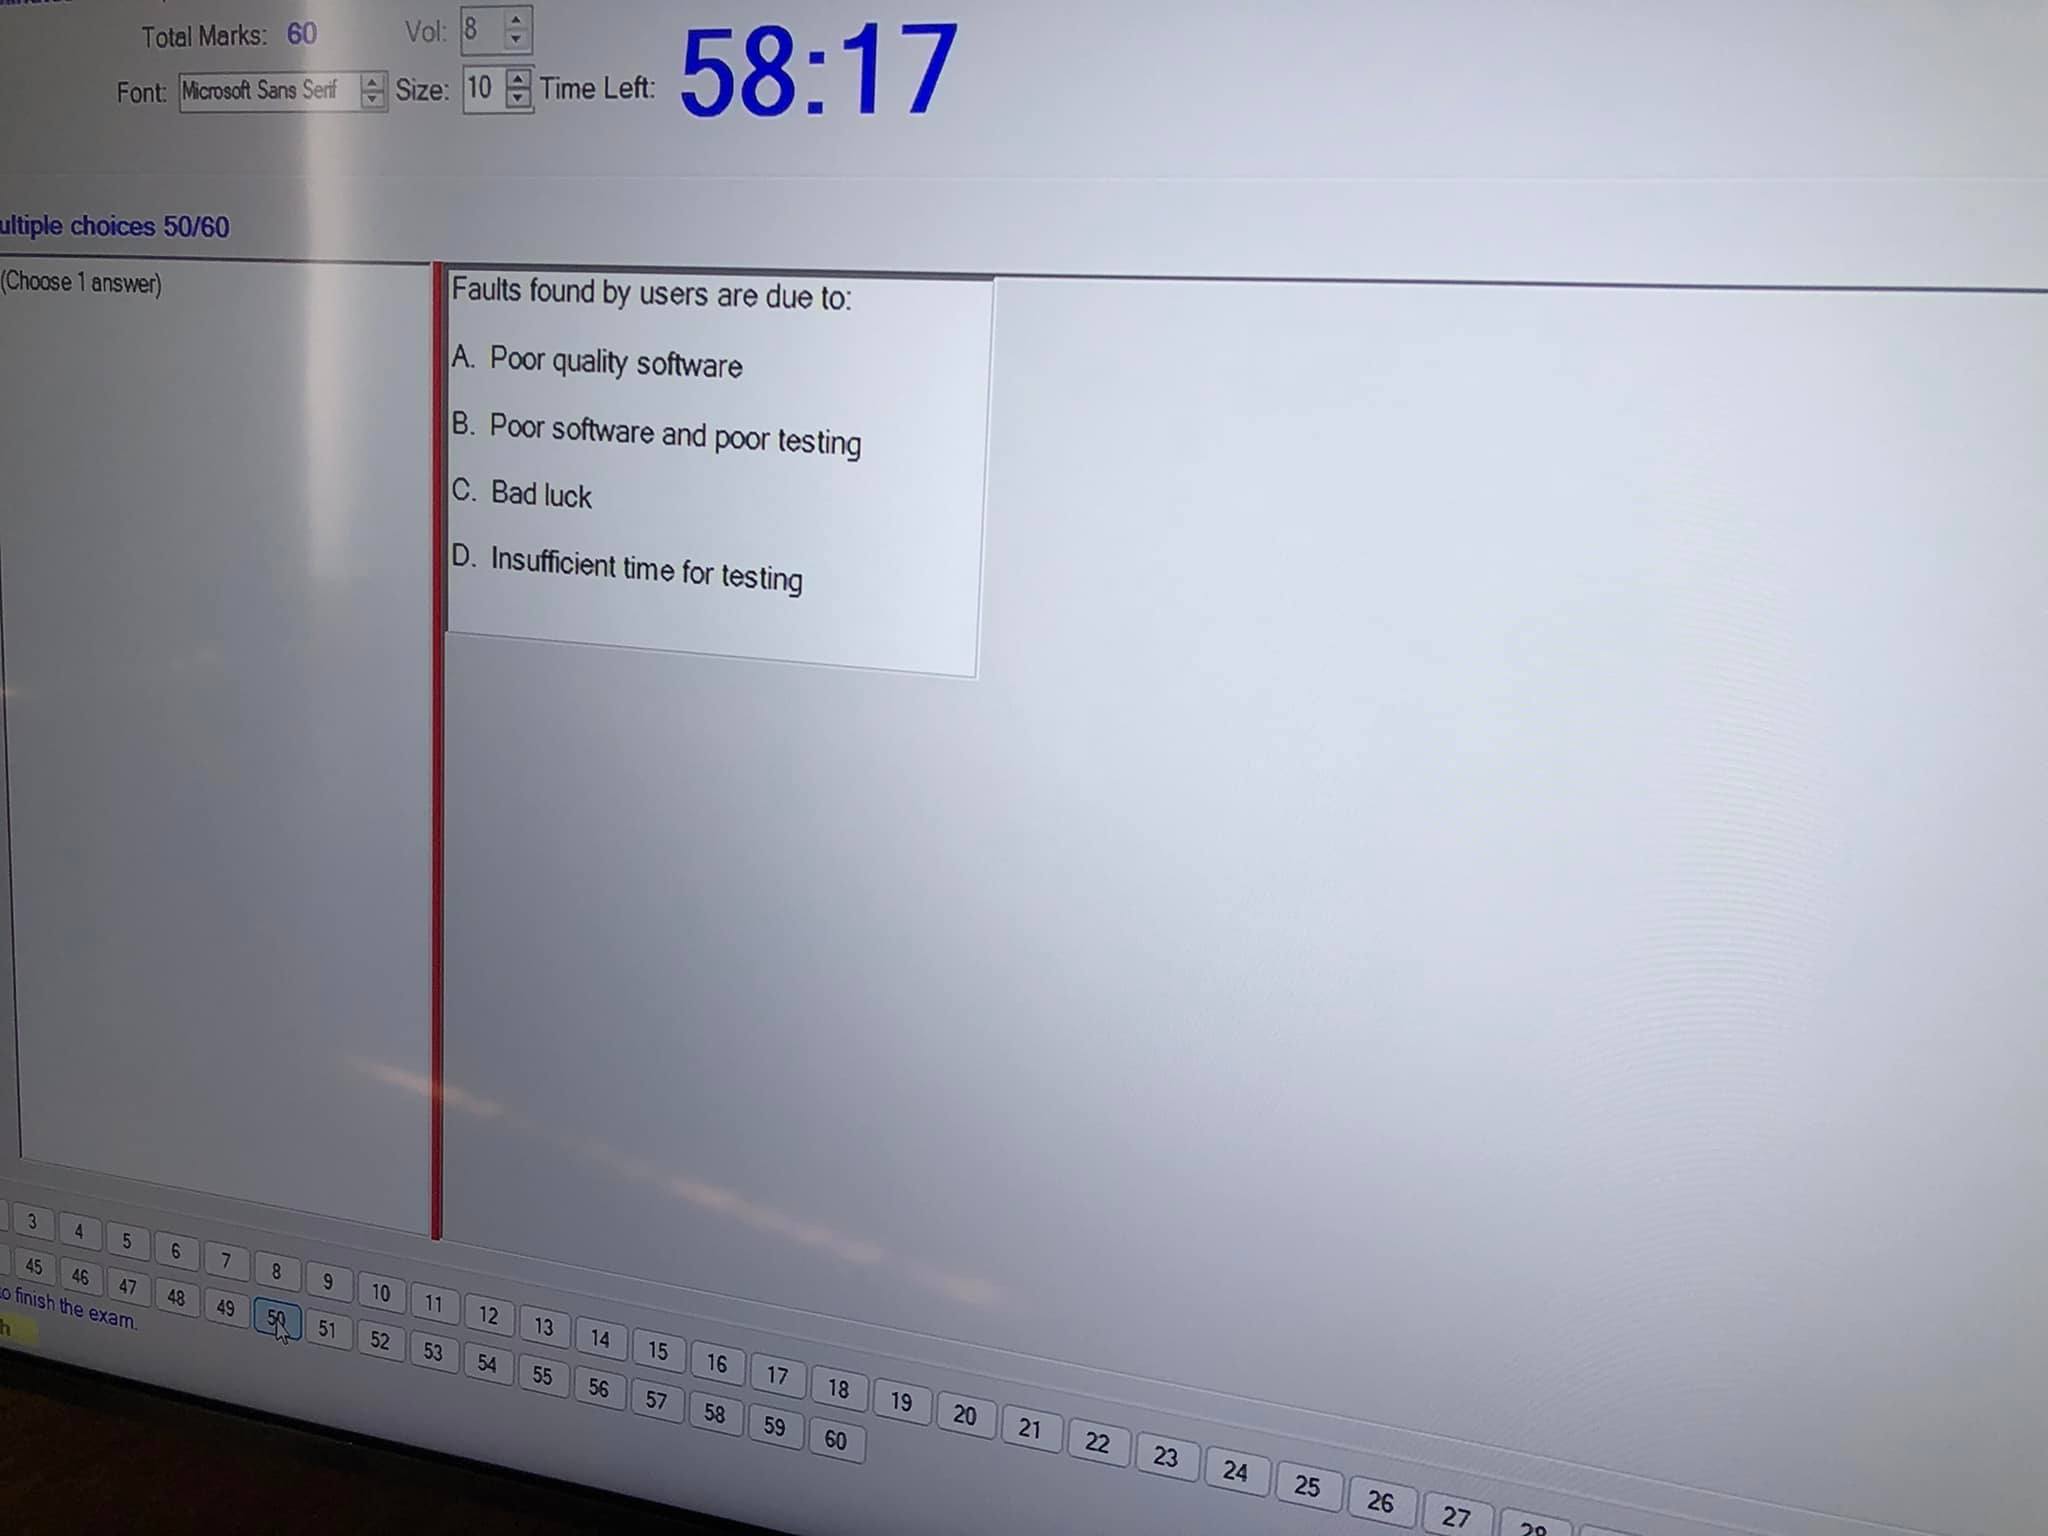 Total Marks: 60
Vol: 8
Font: Microsoft Sans Serif
Size: 10
Time Left: 58:17
ultiple choices 50/60
(Choose 1 answer)
Faults found by users are due to:
A. Poor quality software
B. Poor software and poor testing
C. Bad luck
D. Insufficient time for testing
3 4 5 6 7 8 9 10 11 12 13 14 15 16 17 18 19 20 21 22 23 24 25 26 27
45 46 47 48 49 50 51 52 53 54 55 56 57 58 59 60
o finish the exam.
h